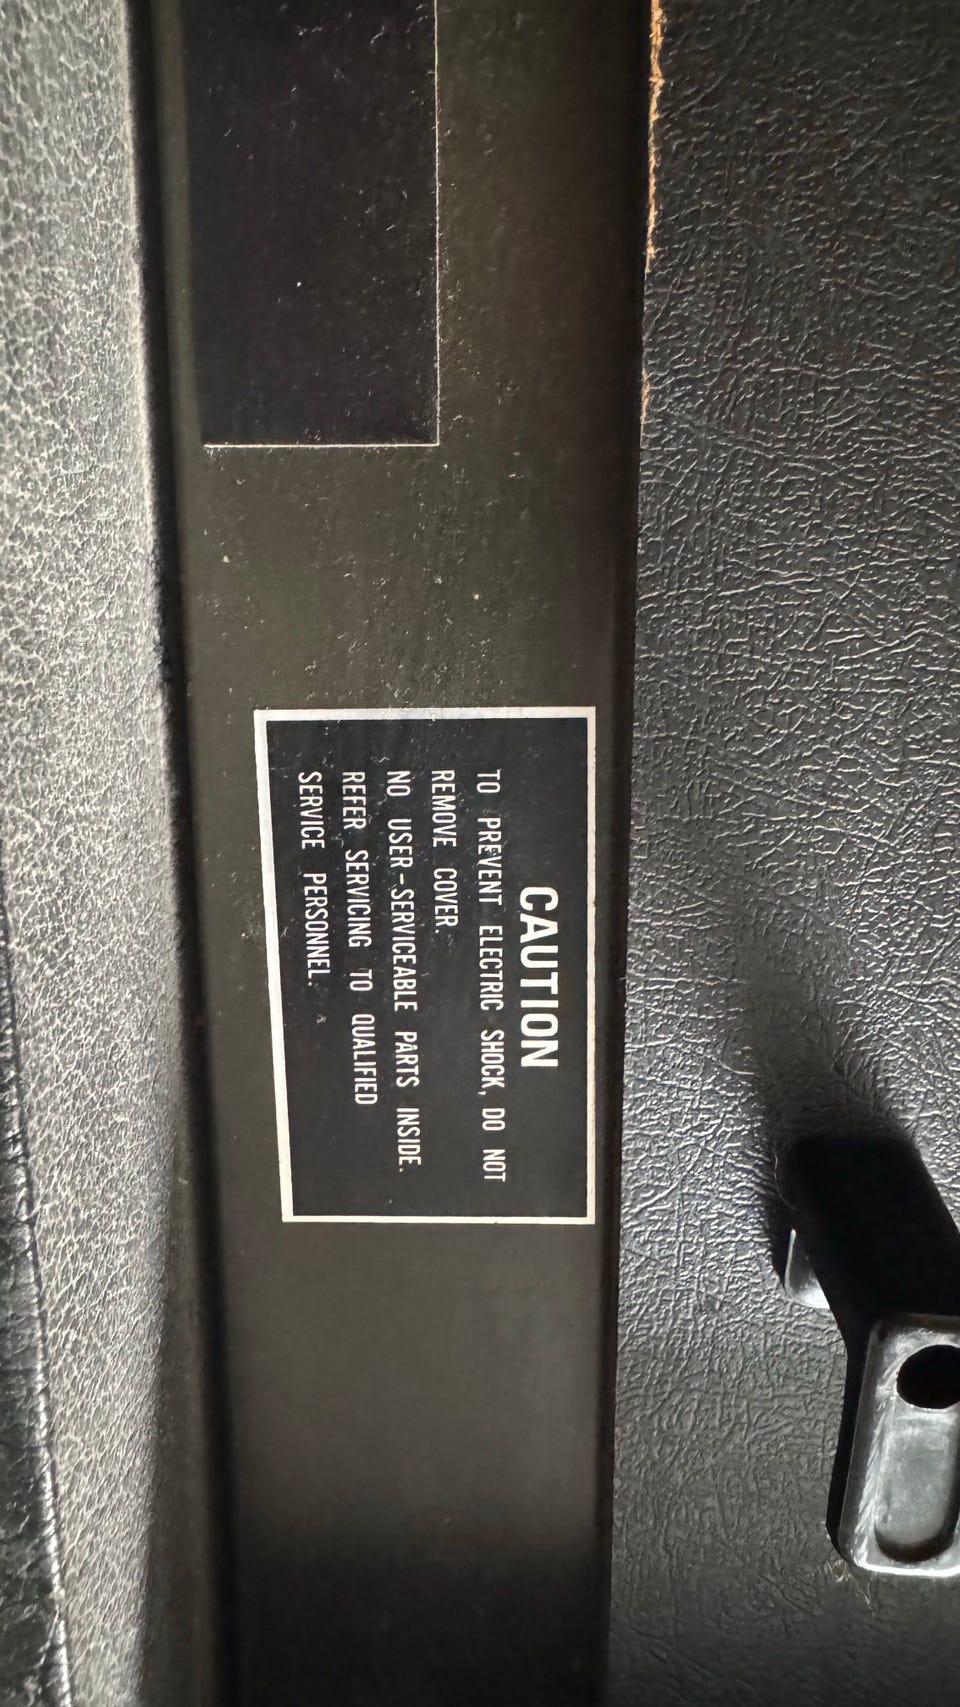 CAUTION
TO PREVENT ELECTRIC SHOCK, DO NOT
REMOVE COVER.
NO USER-SERVICEABLE PARTS INSIDE.
REFER SERVICING TO QUALIFIED
SERVICE PERSONNEL.